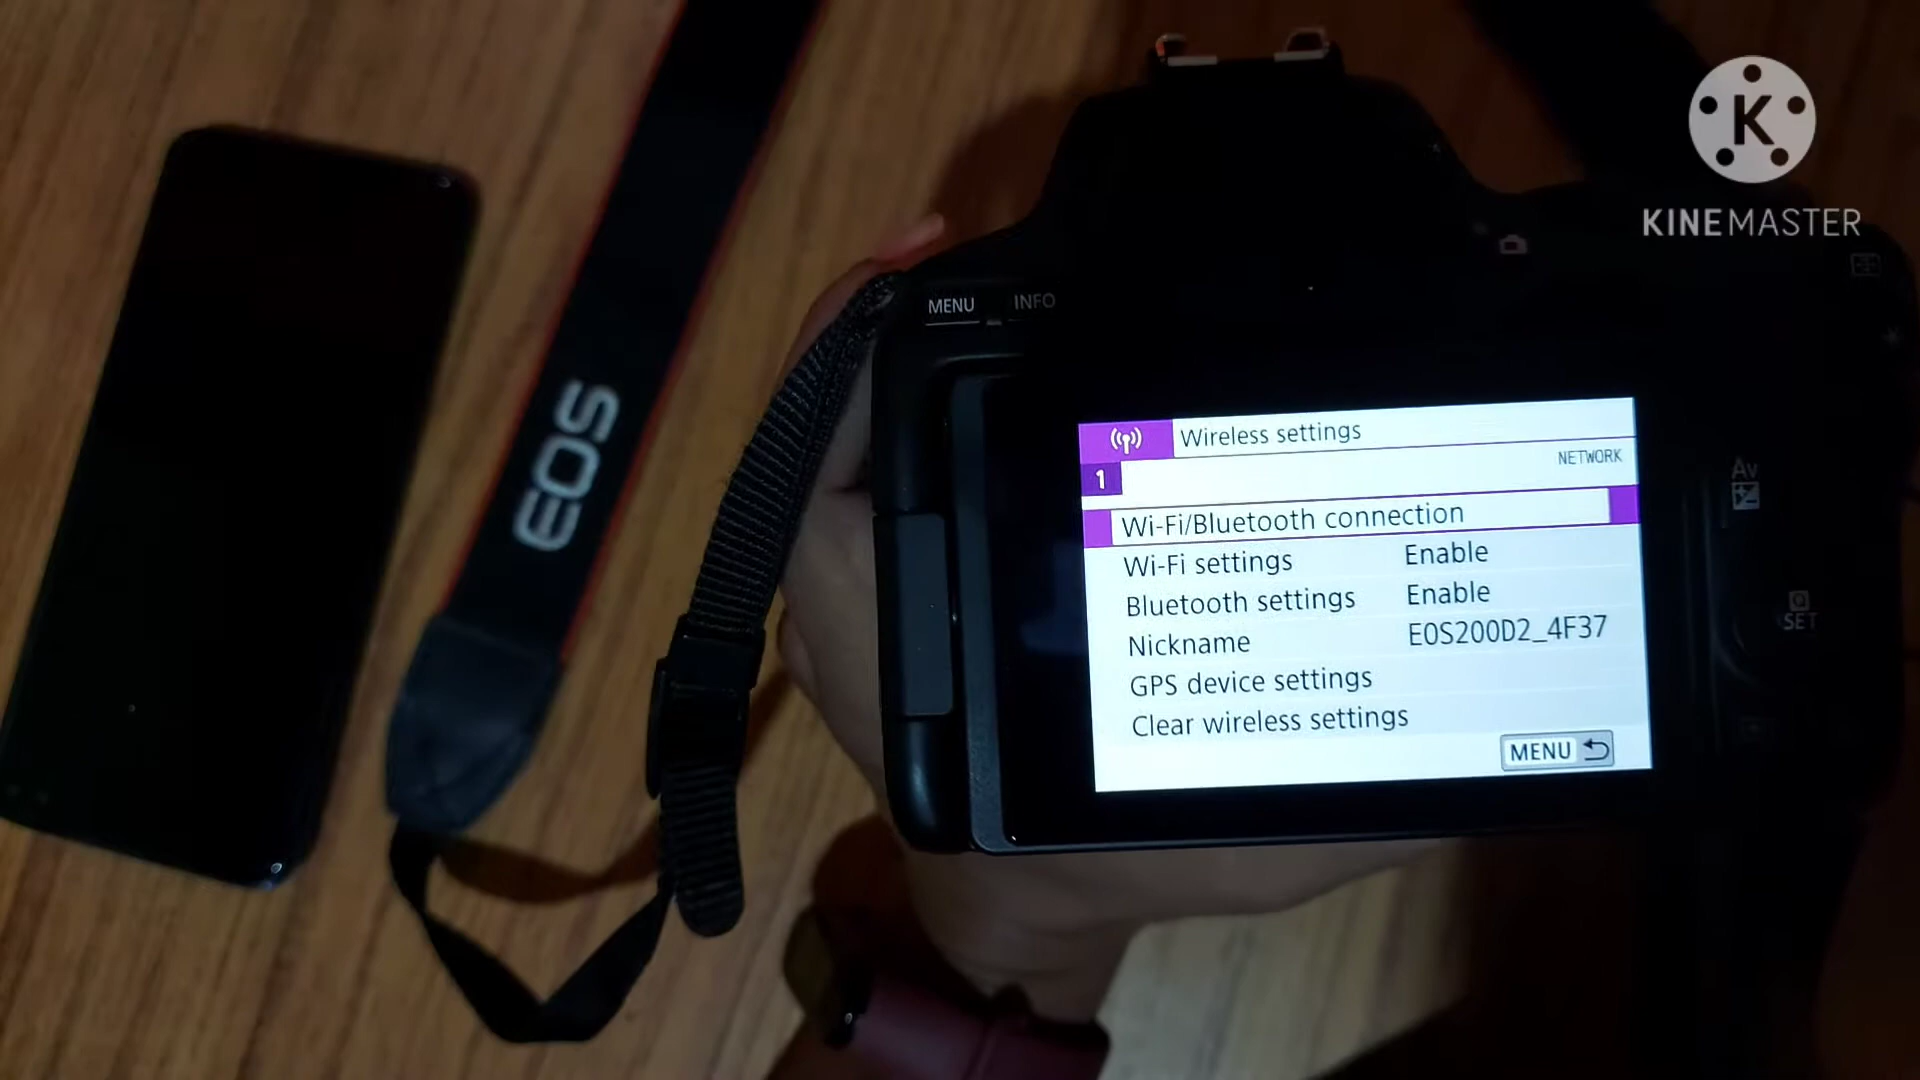 K
KINEMASTER
EOS
MENU INFO
Wireless settings
1
NETWORK
Wi-Fi/Bluetooth connection
Wi-Fi settings Enable
Bluetooth settings Enable
Nickname EOS200D2_4F37
GPS device settings
Clear wireless settings
MENU
Av
Q
SET